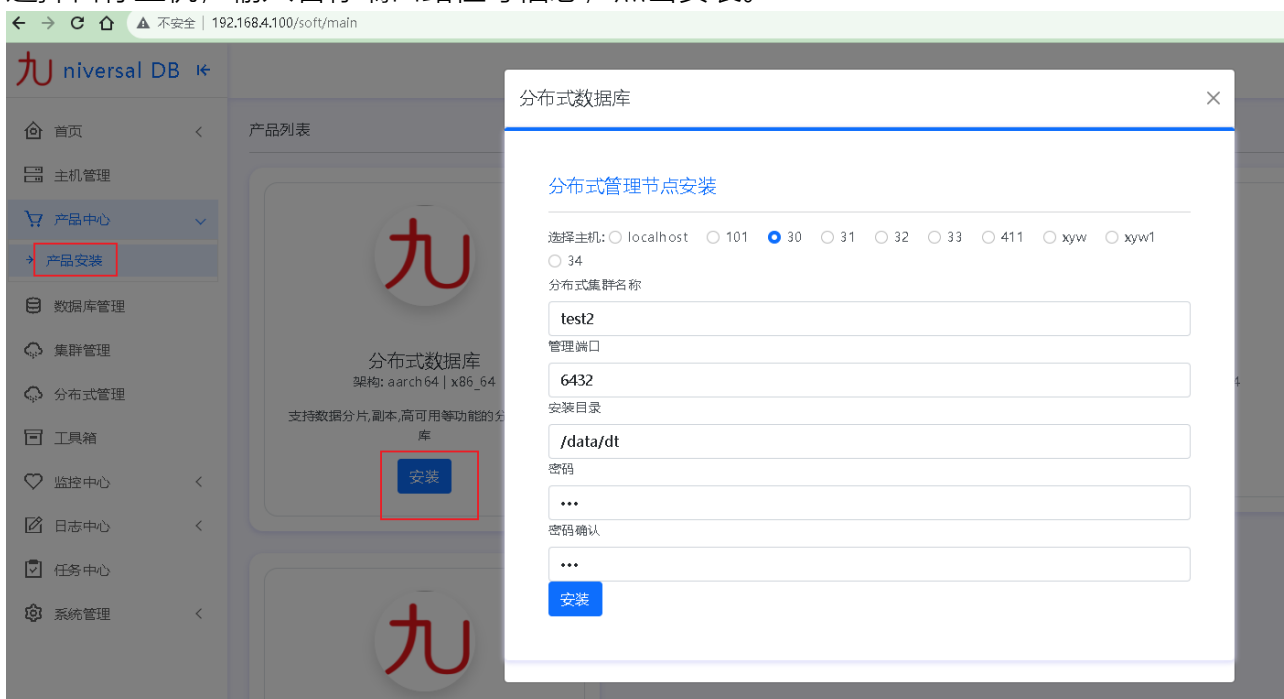 不安全 | 192.168.4.100/soft/main
九 niversal DB
首页
主机管理
产品中心
产品安装
数据库管理
集群管理
分布式管理
工具箱
监控中心
日志中心
任务中心
系统管理
产品列表
九
分布式数据库
架构: aarch64 | x86_64
支持数据分片,副本,高可用等功能的分
库
安装
九
分布式数据库
分布式管理节点安装
选择主机: localhost 101 30 31 32 33 411 xyw xyw1
34
分布式集群名称
test2
管理端口
6432
安装目录
/data/dt
密码
•••
密码确认
•••
安装
4